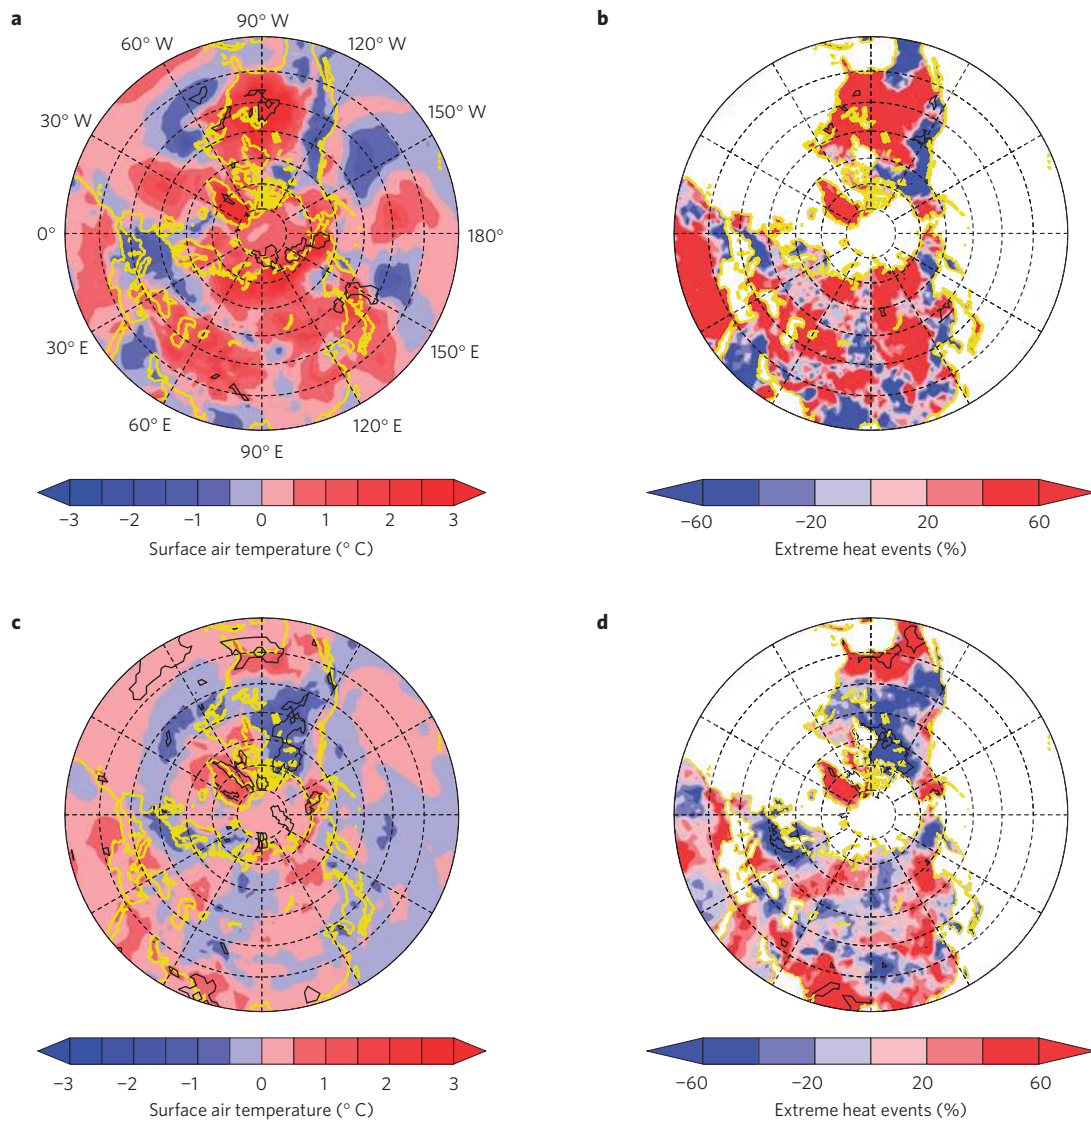 a
b
90° W
60° W
120° W
30° W
150° W
0°
180°
30° E
150° E
60° E
120° E
90° E
−3 −2 −1 0 1 2 3
Surface air temperature (° C)
−60 −20 20 60
Extreme heat events (%)
c
d
−3 −2 −1 0 1 2 3
Surface air temperature (° C)
−60 −20 20 60
Extreme heat events (%)